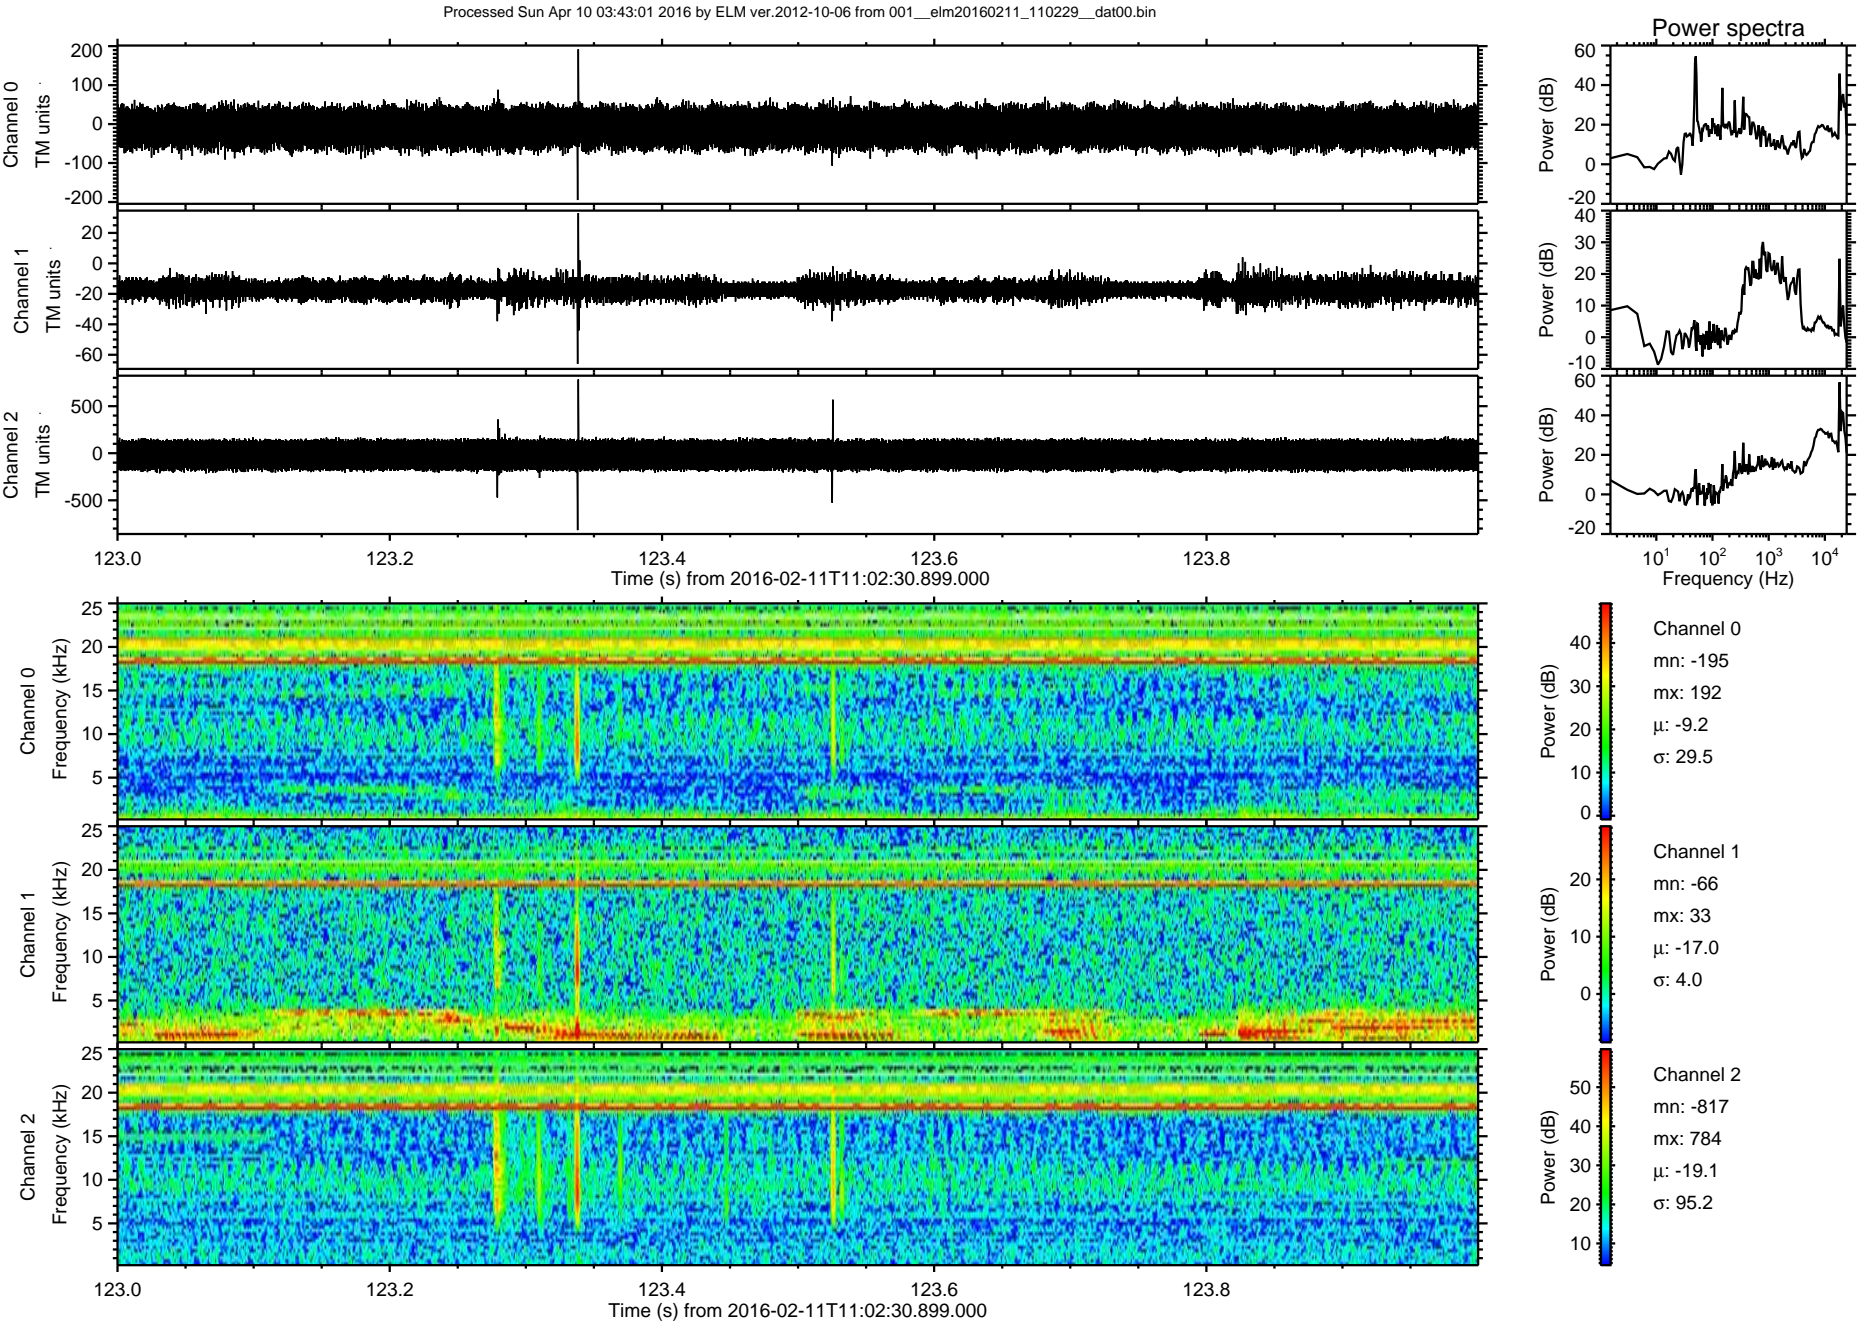 Processed Sun Apr 10 03:43:01 2016 by ELM ver.2012-10-06 from 001__elm20160211_110229__dat00.bin
Power spectra
Channel 0
TM units
200
100
0
-100
-200
Power (dB)
60
40
20
0
-20
Channel 1
TM units
20
0
-20
-40
-60
Power (dB)
40
30
20
10
0
-10
Channel 2
TM units
500
0
-500
Power (dB)
60
40
20
0
-20
123.0 123.2 123.4 123.6 123.8
Time (s) from 2016-02-11T11:02:30.899.000
10¹ 10² 10³ 10⁴
Frequency (Hz)
Channel 0
Frequency (kHz)
25
20
15
10
5
Power (dB)
40
30
20
10
0
Channel 0
mn: -195
mx: 192
µ: -9.2
σ: 29.5
Channel 1
Frequency (kHz)
25
20
15
10
5
Power (dB)
20
10
0
Channel 1
mn: -66
mx: 33
µ: -17.0
σ: 4.0
Channel 2
Frequency (kHz)
25
20
15
10
5
Power (dB)
50
40
30
20
10
Channel 2
mn: -817
mx: 784
µ: -19.1
σ: 95.2
123.0 123.2 123.4 123.6 123.8
Time (s) from 2016-02-11T11:02:30.899.000